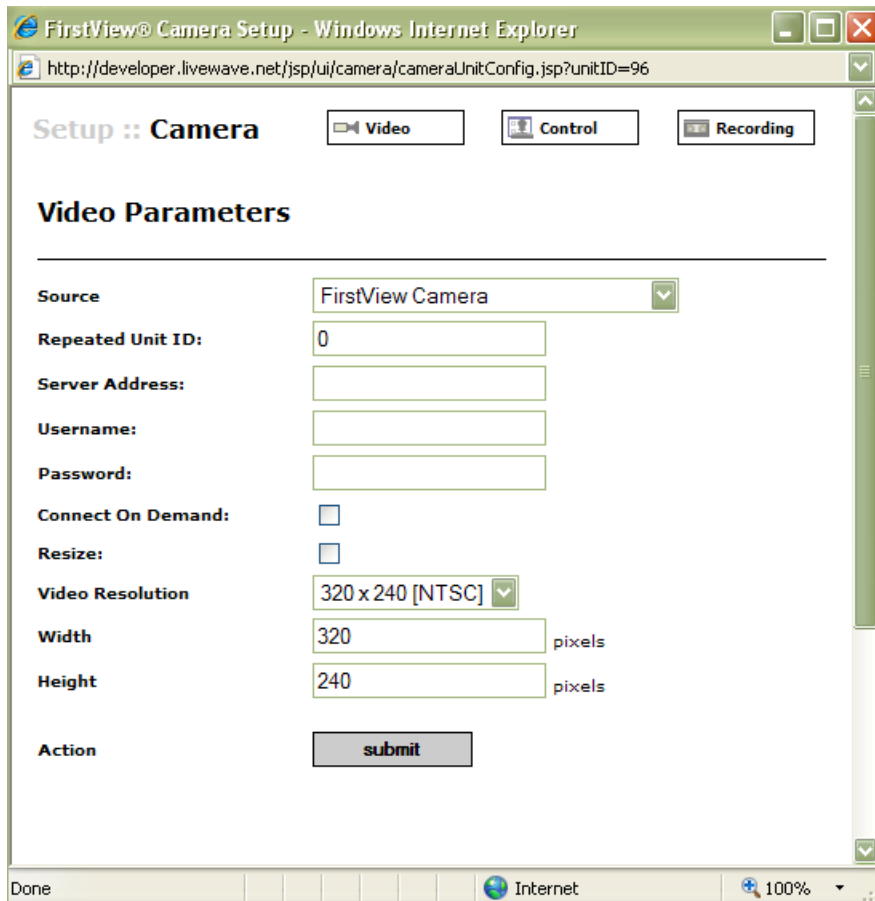 FirstView® Camera Setup - Windows Internet Explorer
http://developer.livewave.net/jsp/ui/camera/cameraUnitConfig.jsp?unitID=96
Setup :: Camera Video Control Recording
Video Parameters
Source FirstView Camera
Repeated Unit ID: 0
Server Address:
Username:
Password:
Connect On Demand:
Resize:
Video Resolution 320 x 240 [NTSC]
Width 320 pixels
Height 240 pixels
Action submit
Done Internet 100%